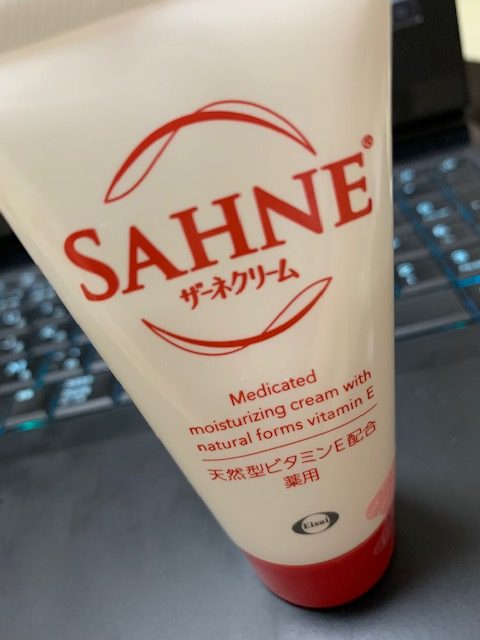 SAHNE®
ザーネクリーム
Medicated
moisturizing cream with
natural forms vitamin E
天然型ビタミンE配合
薬用
Eisai